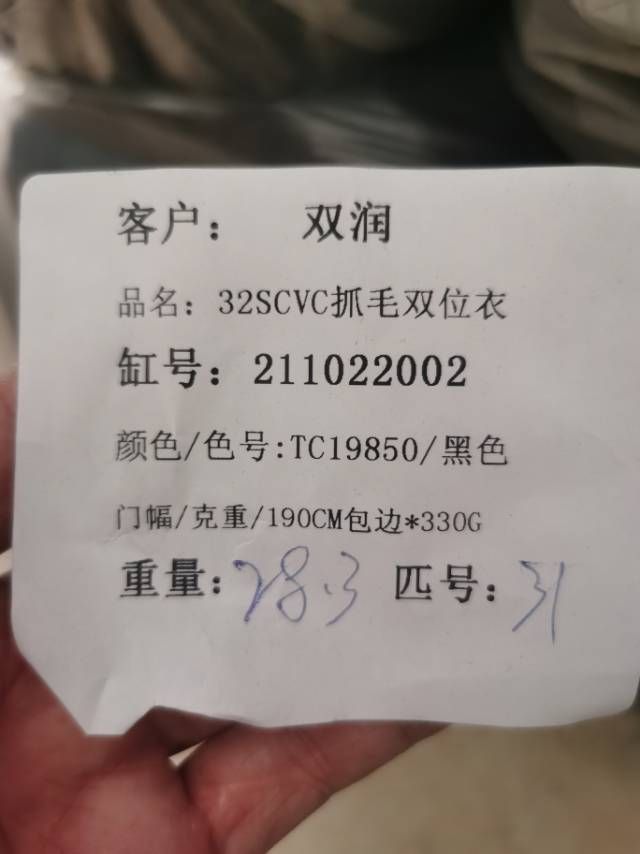 客户： 双润
品名：32SCVC抓毛双位衣
缸号：211022002
颜色/色号:TC19850/黑色
门幅/克重/190CM包边*330G
重量：28.3 匹号：31